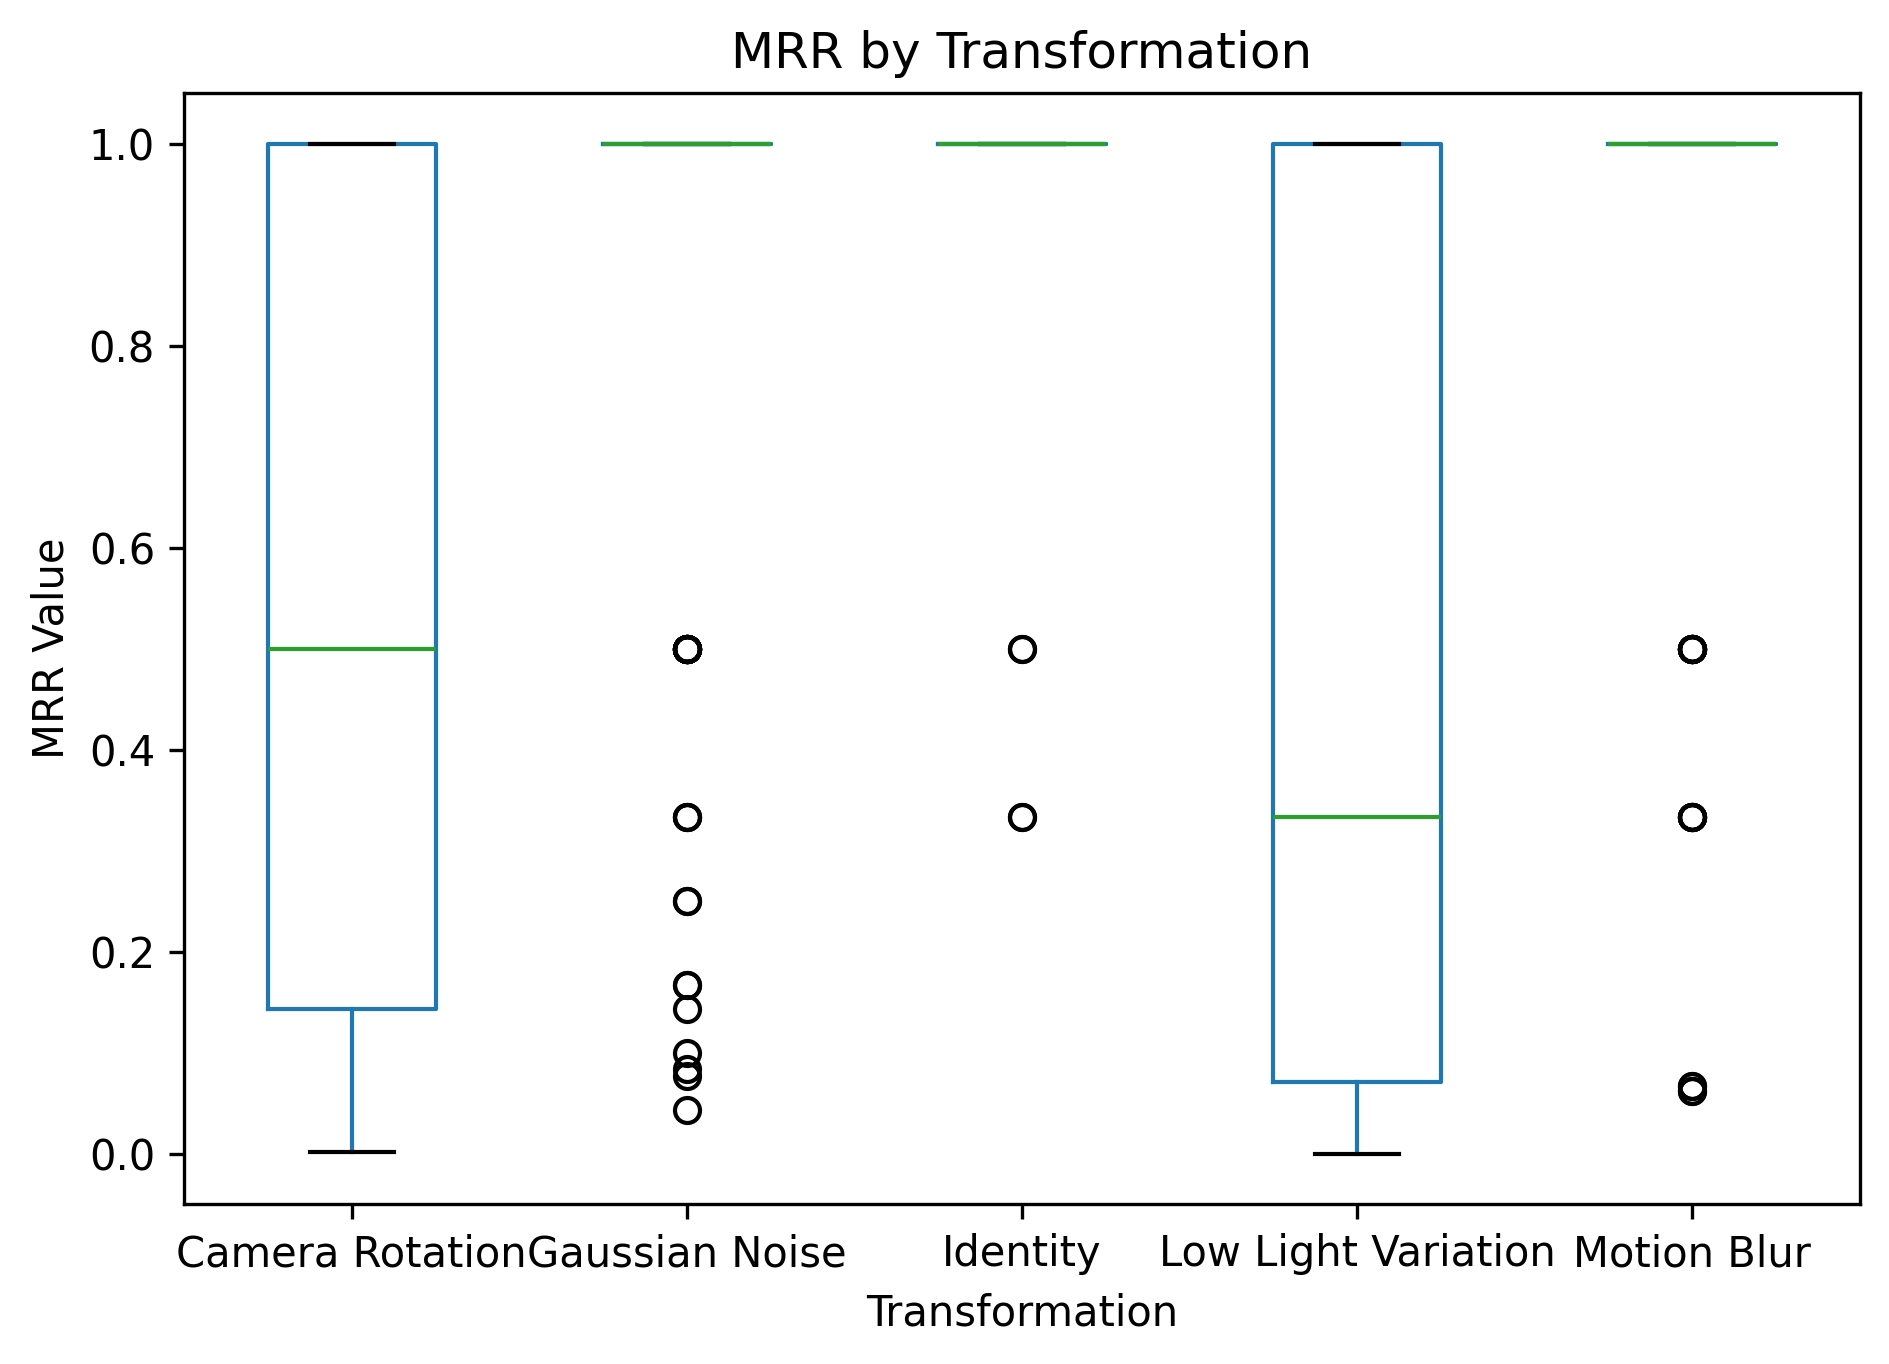 MRR by Transformation
MRR Value
1.0
0.8
0.6
0.4
0.2
0.0
Camera Rotation
Gaussian Noise
Identity
Low Light Variation
Motion Blur
Transformation